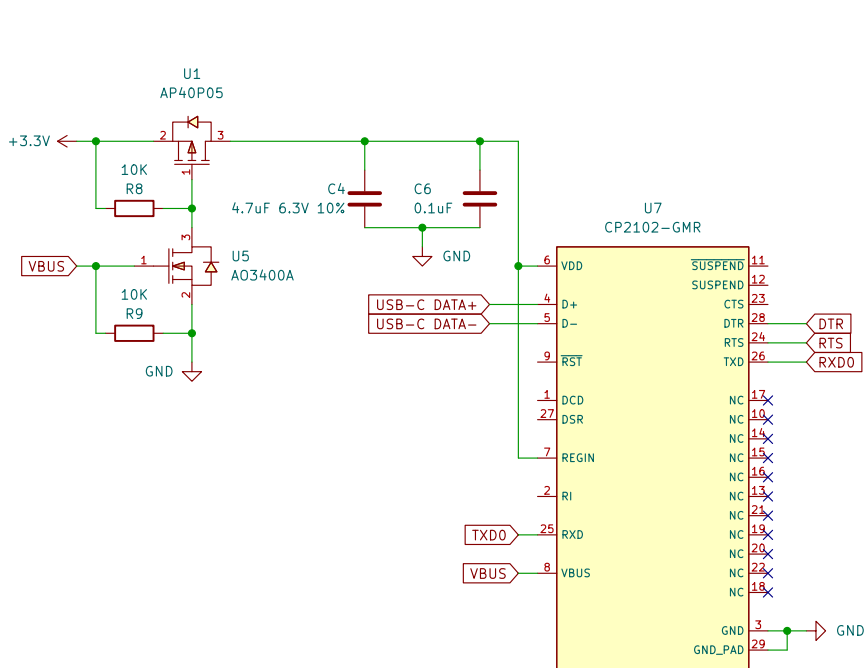 U1
AP40P05
+3.3V
2
3
1
10K
R8
C4
4.7uF 6.3V 10%
C6
0.1uF
GND
3
VBUS
1
2
U5
AO3400A
10K
R9
GND
U7
CP2102-GMR
6 VDD
SUSPEND 11
SUSPEND 12
USB-C DATA+
4 D+
CTS 23
USB-C DATA-
5 D-
DTR 28
DTR
RTS 24
RTS
9 RST
TXD 26
RXD0
1 DCD
NC 17
27 DSR
NC 10
NC 14
7 REGIN
NC 15
NC 16
2 RI
NC 13
NC 21
TXD0
25 RXD
NC 19
NC 20
VBUS
8 VBUS
NC 22
NC 18
GND 3
GND
GND_PAD 29